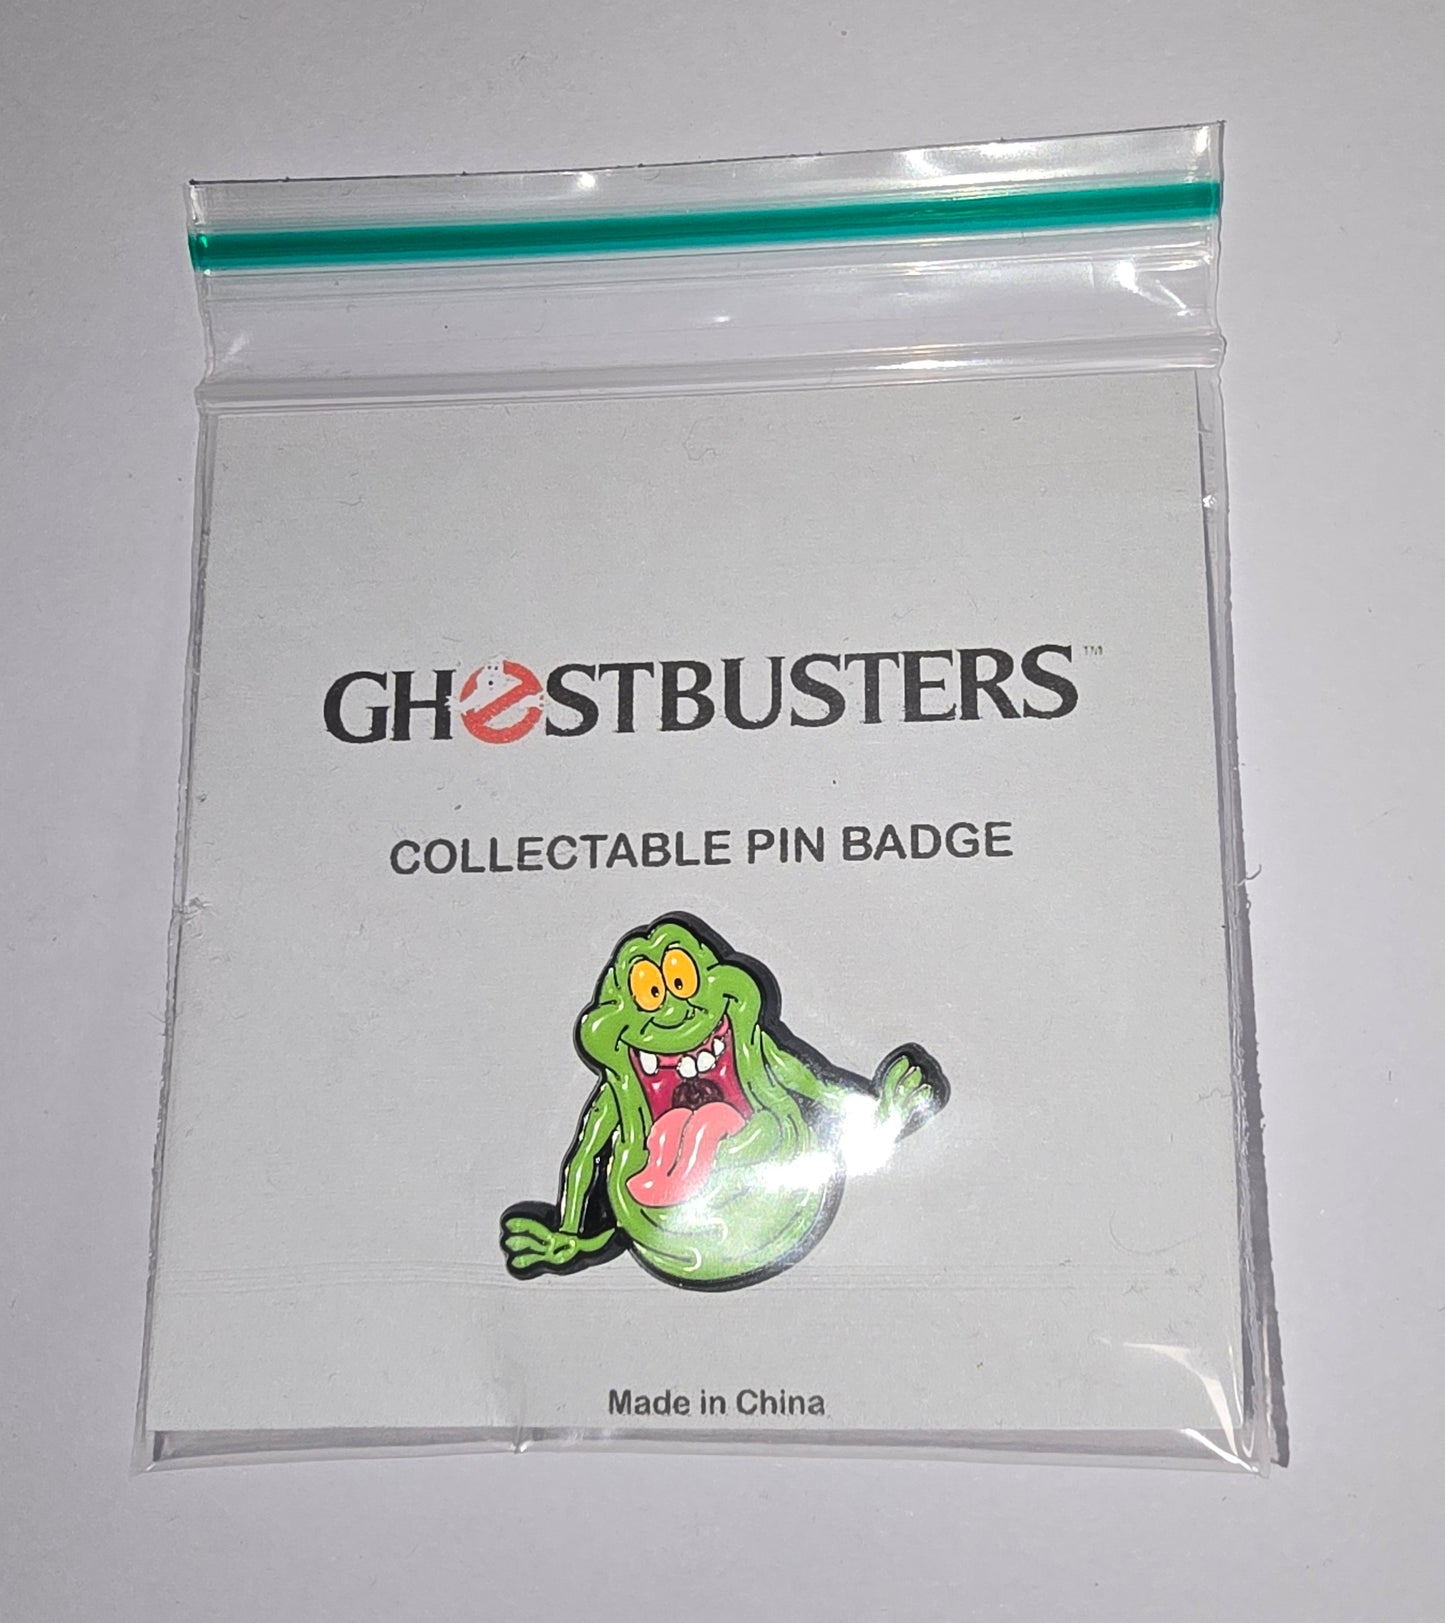 GHOSTBUSTERS™
COLLECTABLE PIN BADGE
Made in China